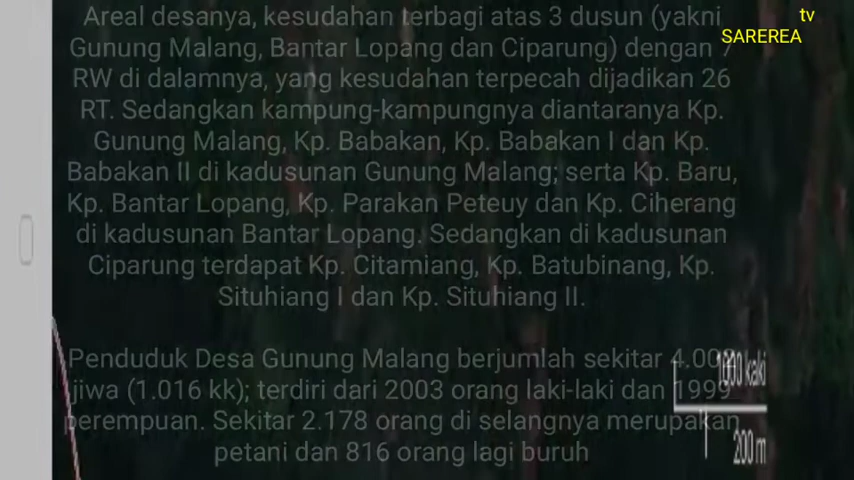 tv
SAREREA
Areal desanya, kesudahan terbagi atas 3 dusun (yakni
Gunung Malang, Bantar Lopang dan Ciparung) dengan 7
RW di dalamnya, yang kesudahan terpecah dijadikan 26
RT. Sedangkan kampung-kampungnya diantaranya Kp.
Gunung Malang, Kp. Babakan, Kp. Babakan I dan Kp.
Babakan II di kadusunan Gunung Malang; serta Kp. Baru,
Kp. Bantar Lopang, Kp. Parakan Peteuy dan Kp. Ciherang
di kadusunan Bantar Lopang. Sedangkan di kadusunan
Ciparung terdapat Kp. Citamiang, Kp. Batubinang, Kp.
Situhiang I dan Kp. Situhiang II.
Penduduk Desa Gunung Malang berjumlah sekitar
jiwa (1.016 kk); terdiri dari 2003 orang laki-laki dan 1999
perempuan. Sekitar 2.178 orang di selangnya merupakan
petani dan 816 orang lagi buruh
1000 kaki
200 m